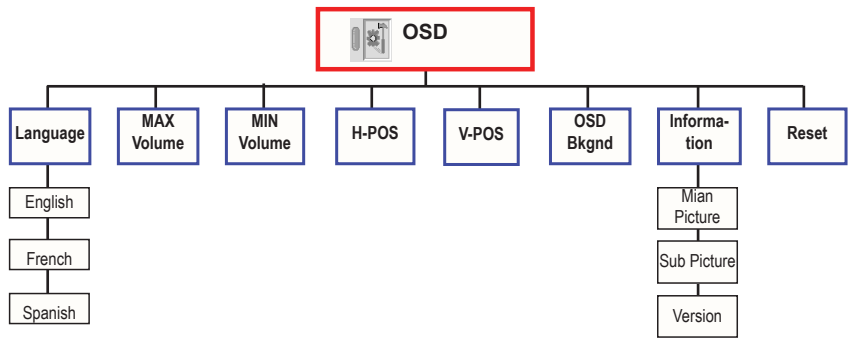 OSD
Language
MAX
Volume
MIN
Volume
H-POS
V-POS
OSD
Bkgnd
Informa-
tion
Reset
English
French
Spanish
Mian
Picture
Sub Picture
Version